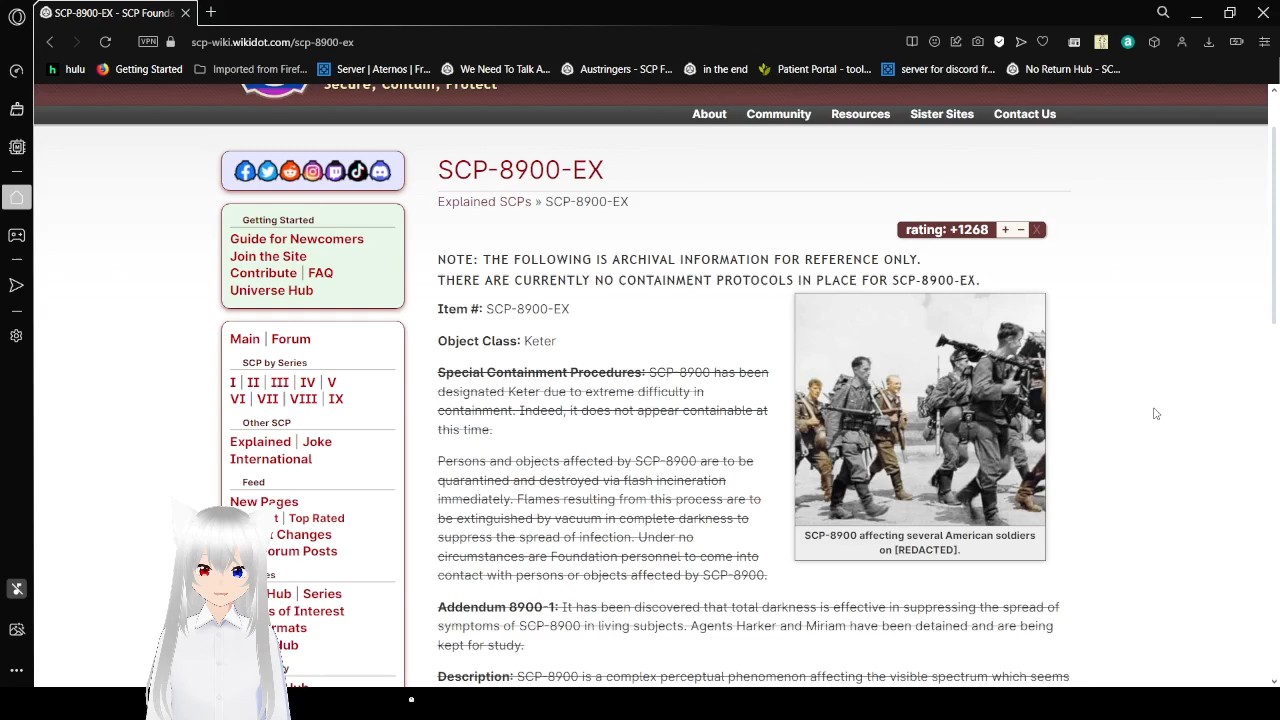 SCP-8900-EX - SCP Founda
scp-wiki.wikidot.com/scp-8900-ex
VPN
hulu
Getting Started
Imported from Firef...
Server | Aternos | Fr...
We Need To Talk A...
Austringers - SCP F...
in the end
Patient Portal - tool...
server for discord fr...
No Return Hub - SC...
Secure, Contain, Protect
About
Community
Resources
Sister Sites
Contact Us
Getting Started
Guide for Newcomers
Join the Site
Contribute | FAQ
Universe Hub
Main | Forum
SCP by Series
I | II | III | IV | V
VI | VII | VIII | IX
Other SCP
Explained | Joke
International
Feed
New Pages
t | Top Rated
Changes
orum Posts
es
Hub | Series
s of Interest
rmats
ub
y
Hub
SCP-8900-EX
Explained SCPs » SCP-8900-EX
rating: +1268 + − X
NOTE: THE FOLLOWING IS ARCHIVAL INFORMATION FOR REFERENCE ONLY.
THERE ARE CURRENTLY NO CONTAINMENT PROTOCOLS IN PLACE FOR SCP-8900-EX.
Item #: SCP-8900-EX
Object Class: Keter
Special Containment Procedures: SCP-8900 has been
designated Keter due to extreme difficulty in
containment. Indeed, it does not appear containable at
this time.
Persons and objects affected by SCP-8900 are to be
quarantined and destroyed via flash incineration
immediately. Flames resulting from this process are to
be extinguished by vacuum in complete darkness to
suppress the spread of infection. Under no
circumstances are Foundation personnel to come into
contact with persons or objects affected by SCP-8900.
SCP-8900 affecting several American soldiers
on [REDACTED].
Addendum 8900-1: It has been discovered that total darkness is effective in suppressing the spread of
symptoms of SCP-8900 in living subjects. Agents Harker and Miriam have been detained and are being
kept for study.
Description: SCP-8900 is a complex perceptual phenomenon affecting the visible spectrum which seems